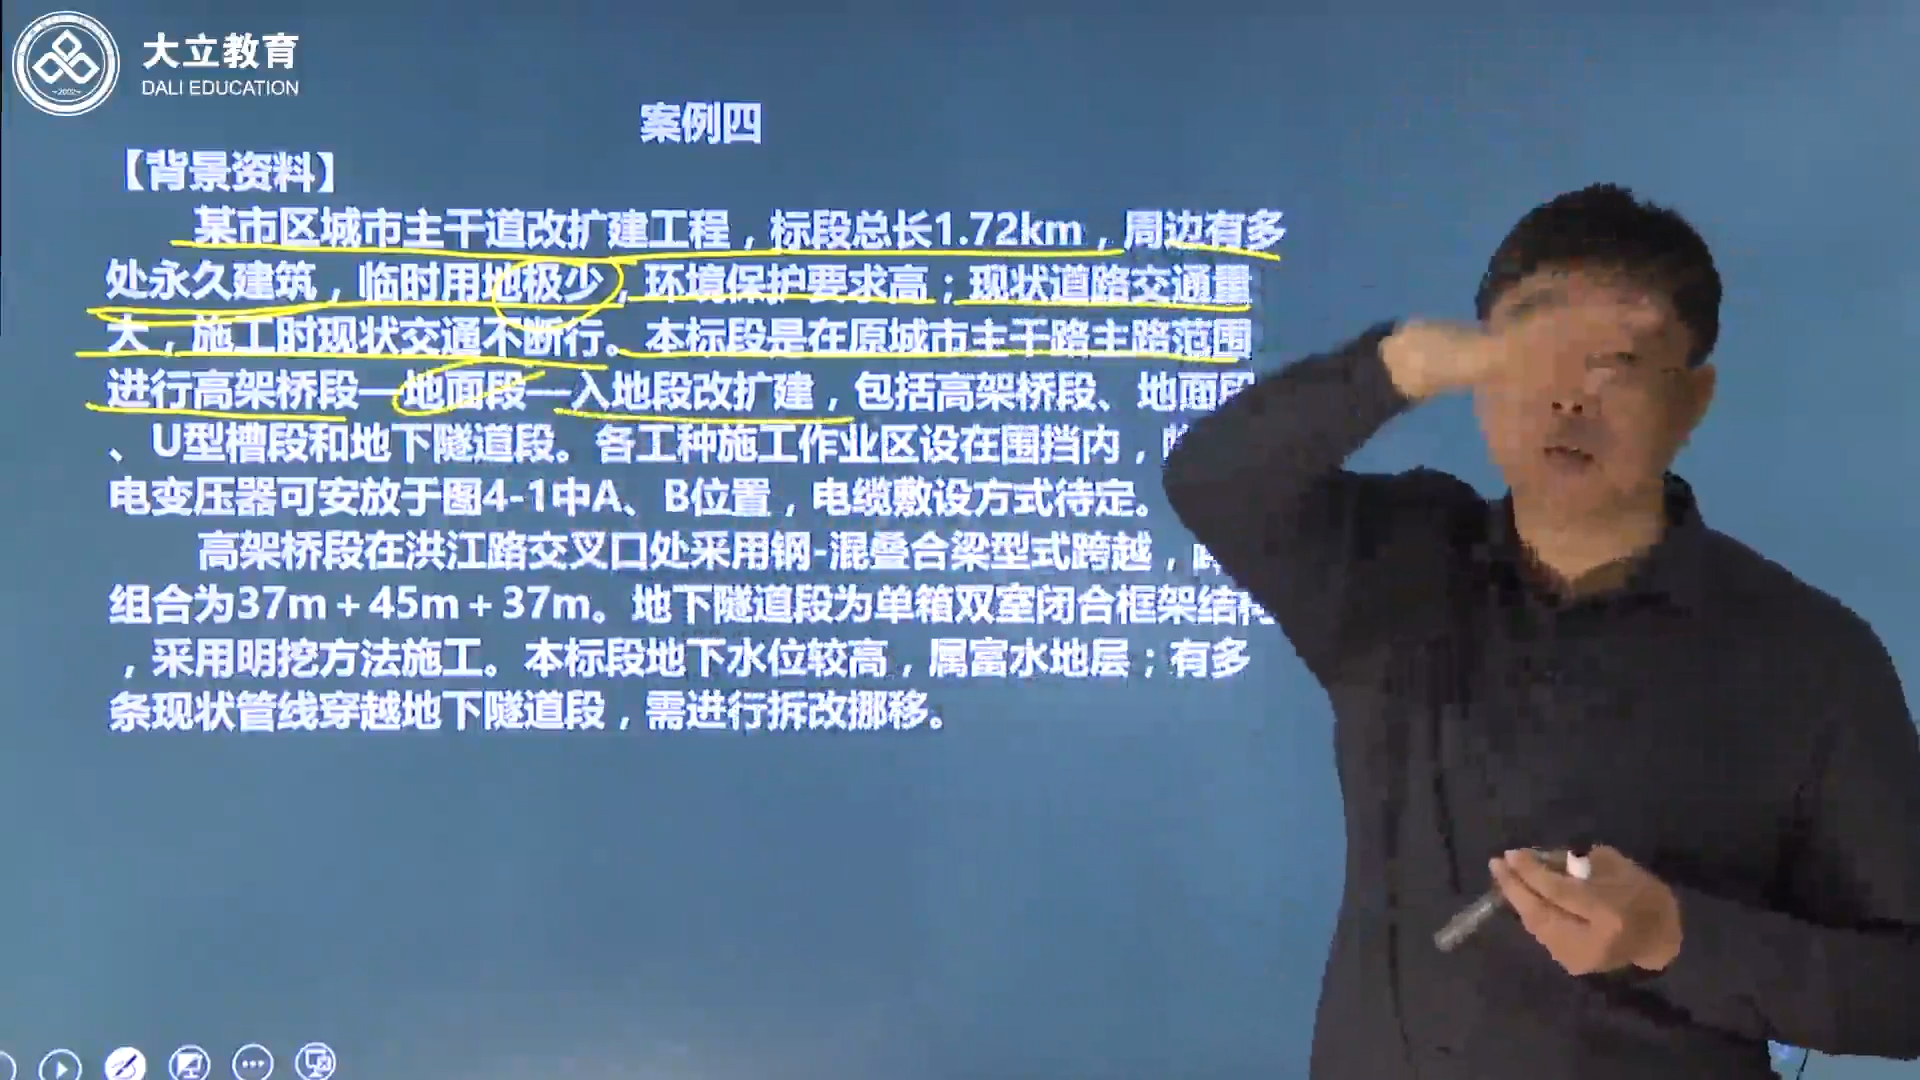 大立教育
DALI EDUCATION
~2002~
案例四
【背景资料】
某市区城市主干道改扩建工程，标段总长1.72km，周边有多
处永久建筑，临时用地极少，环境保护要求高；现状道路交通量
大，施工时现状交通不断行。本标段是在原城市主干路主路范围
进行高架桥段—地面段—入地段改扩建，包括高架桥段、地面段
、U型槽段和地下隧道段。各工种施工作业区设在围挡内，
电变压器可安放于图4-1中A、B位置，电缆敷设方式待定。
高架桥段在洪江路交叉口处采用钢-混叠合梁型式跨越，
组合为37m+45m+37m。地下隧道段为单箱双室闭合框架结构
，采用明挖方法施工。本标段地下水位较高，属富水地层；有多
条现状管线穿越地下隧道段，需进行拆改挪移。